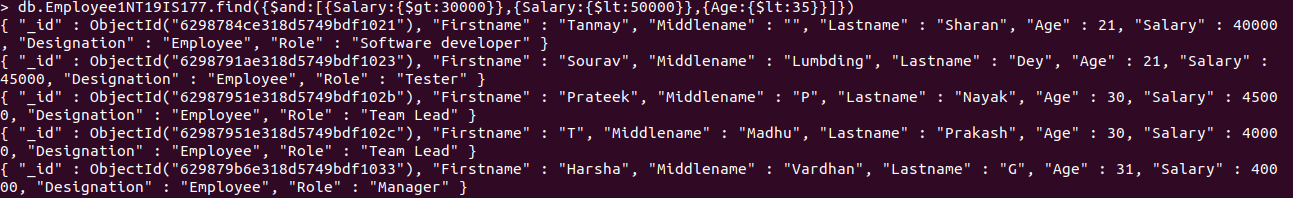 > db.Employee1NT19IS177.find({$and:[{Salary:{$gt:30000}},{Salary:{$lt:50000}},{Age:{$lt:35}}]})
{ "_id" : ObjectId("6298784ce318d5749bdf1021"), "Firstname" : "Tanmay", "Middlename" : "", "Lastname" : "Sharan", "Age" : 21, "Salary" : 40000
, "Designation" : "Employee", "Role" : "Software developer" }
{ "_id" : ObjectId("6298791ae318d5749bdf1023"), "Firstname" : "Sourav", "Middlename" : "Lumbding", "Lastname" : "Dey", "Age" : 21, "Salary" :
45000, "Designation" : "Employee", "Role" : "Tester" }
{ "_id" : ObjectId("62987951e318d5749bdf102b"), "Firstname" : "Prateek", "Middlename" : "P", "Lastname" : "Nayak", "Age" : 30, "Salary" : 4500
0, "Designation" : "Employee", "Role" : "Team Lead" }
{ "_id" : ObjectId("62987951e318d5749bdf102c"), "Firstname" : "T", "Middlename" : "Madhu", "Lastname" : "Prakash", "Age" : 30, "Salary" : 4000
0, "Designation" : "Employee", "Role" : "Team Lead" }
{ "_id" : ObjectId("629879b6e318d5749bdf1033"), "Firstname" : "Harsha", "Middlename" : "Vardhan", "Lastname" : "G", "Age" : 31, "Salary" : 400
00, "Designation" : "Employee", "Role" : "Manager" }